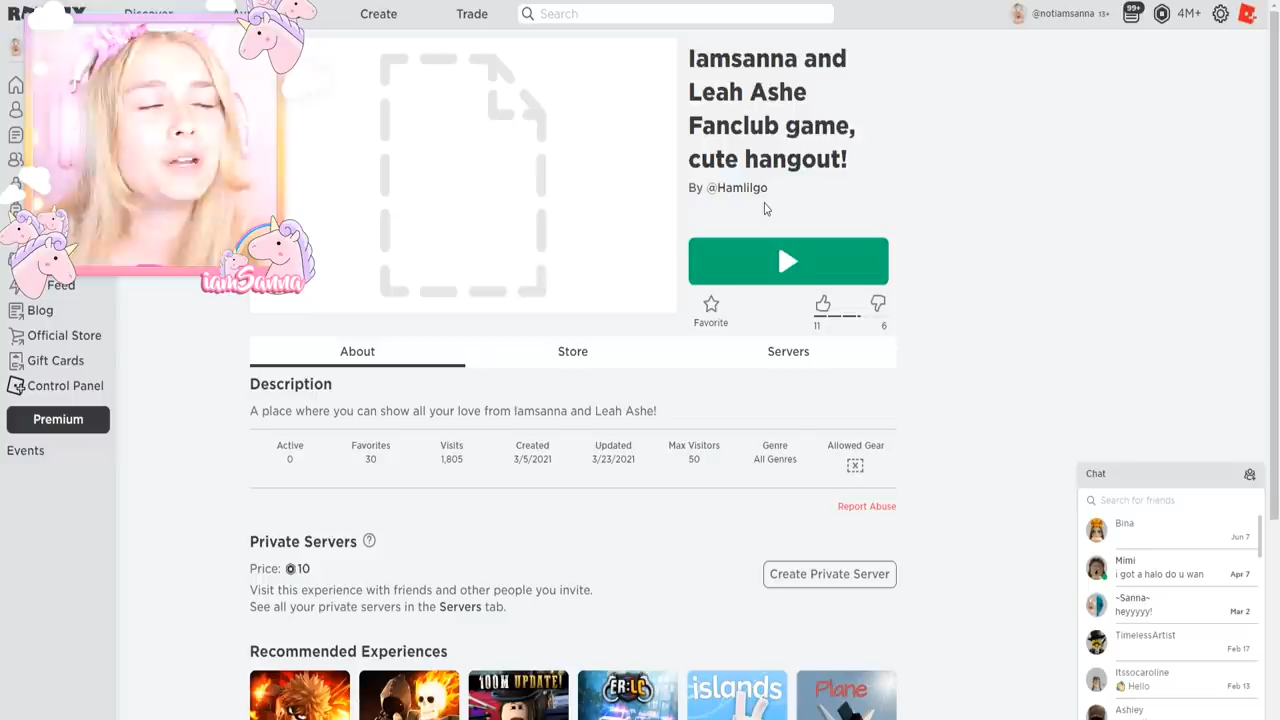 Discover
Create
Trade
Search
@notiamsanna 13+
99+
4M+
iamSanna
Feed
Blog
Official Store
Gift Cards
Control Panel
Premium
Events
Iamsanna and
Leah Ashe
Fanclub game,
cute hangout!
By @Hamlilgo
Favorite
11
6
About
Store
Servers
Description
A place where you can show all your love from Iamsanna and Leah Ashe!
Active
Favorites
Visits
Created
Updated
Max Visitors
Genre
Allowed Gear
0
30
1,805
3/5/2021
3/23/2021
50
All Genres
Report Abuse
Private Servers
Price: 10
Create Private Server
Visit this experience with friends and other people you invite.
See all your private servers in the Servers tab.
Recommended Experiences
100M UPDATE!
ER:LC
islands
Plane
Chat
Search for friends
Bina
Jun 7
Mimi
i got a halo do u wan
Apr 7
~Sanna~
heyyyyy!
Mar 2
TimelessArtist
Feb 17
Itssocaroline
👋 Hello
Feb 13
Ashley